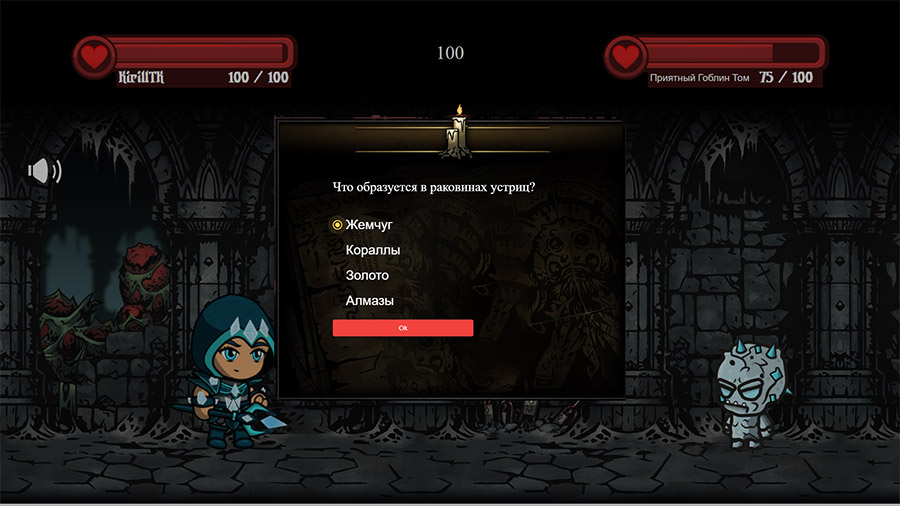 100
KirillTK 100 / 100
Приятный Гоблин Том 75 / 100
Что образуется в раковинах устриц?
Жемчуг
Кораллы
Золото
Алмазы
Ok